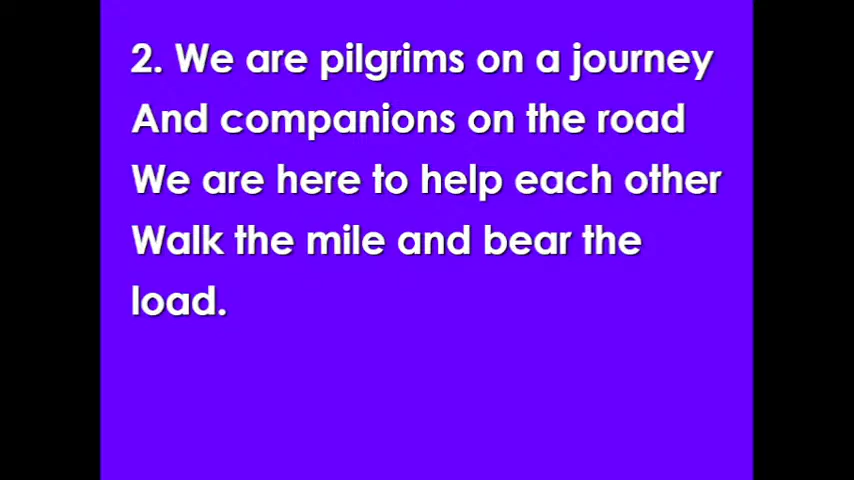 2. We are pilgrims on a journey
And companions on the road
We are here to help each other
Walk the mile and bear the
load.